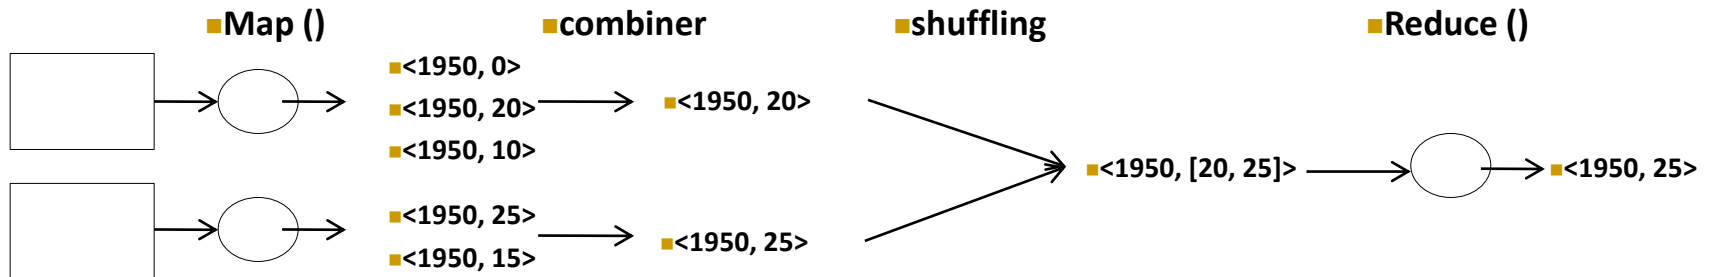 ■Map ()
■combiner
■shuffling
■Reduce ()
■<1950, 0>
■<1950, 20>
■<1950, 10>
■<1950, 20>
■<1950, 25>
■<1950, 15>
■<1950, 25>
■<1950, [20, 25]>
■<1950, 25>